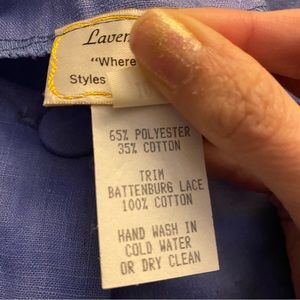 Laver
"Where
Styles
65% POLYESTER
35% COTTON
TRIM
BATTENBURG LACE
100% COTTON
HAND WASH IN
COLD WATER
OR DRY CLEAN